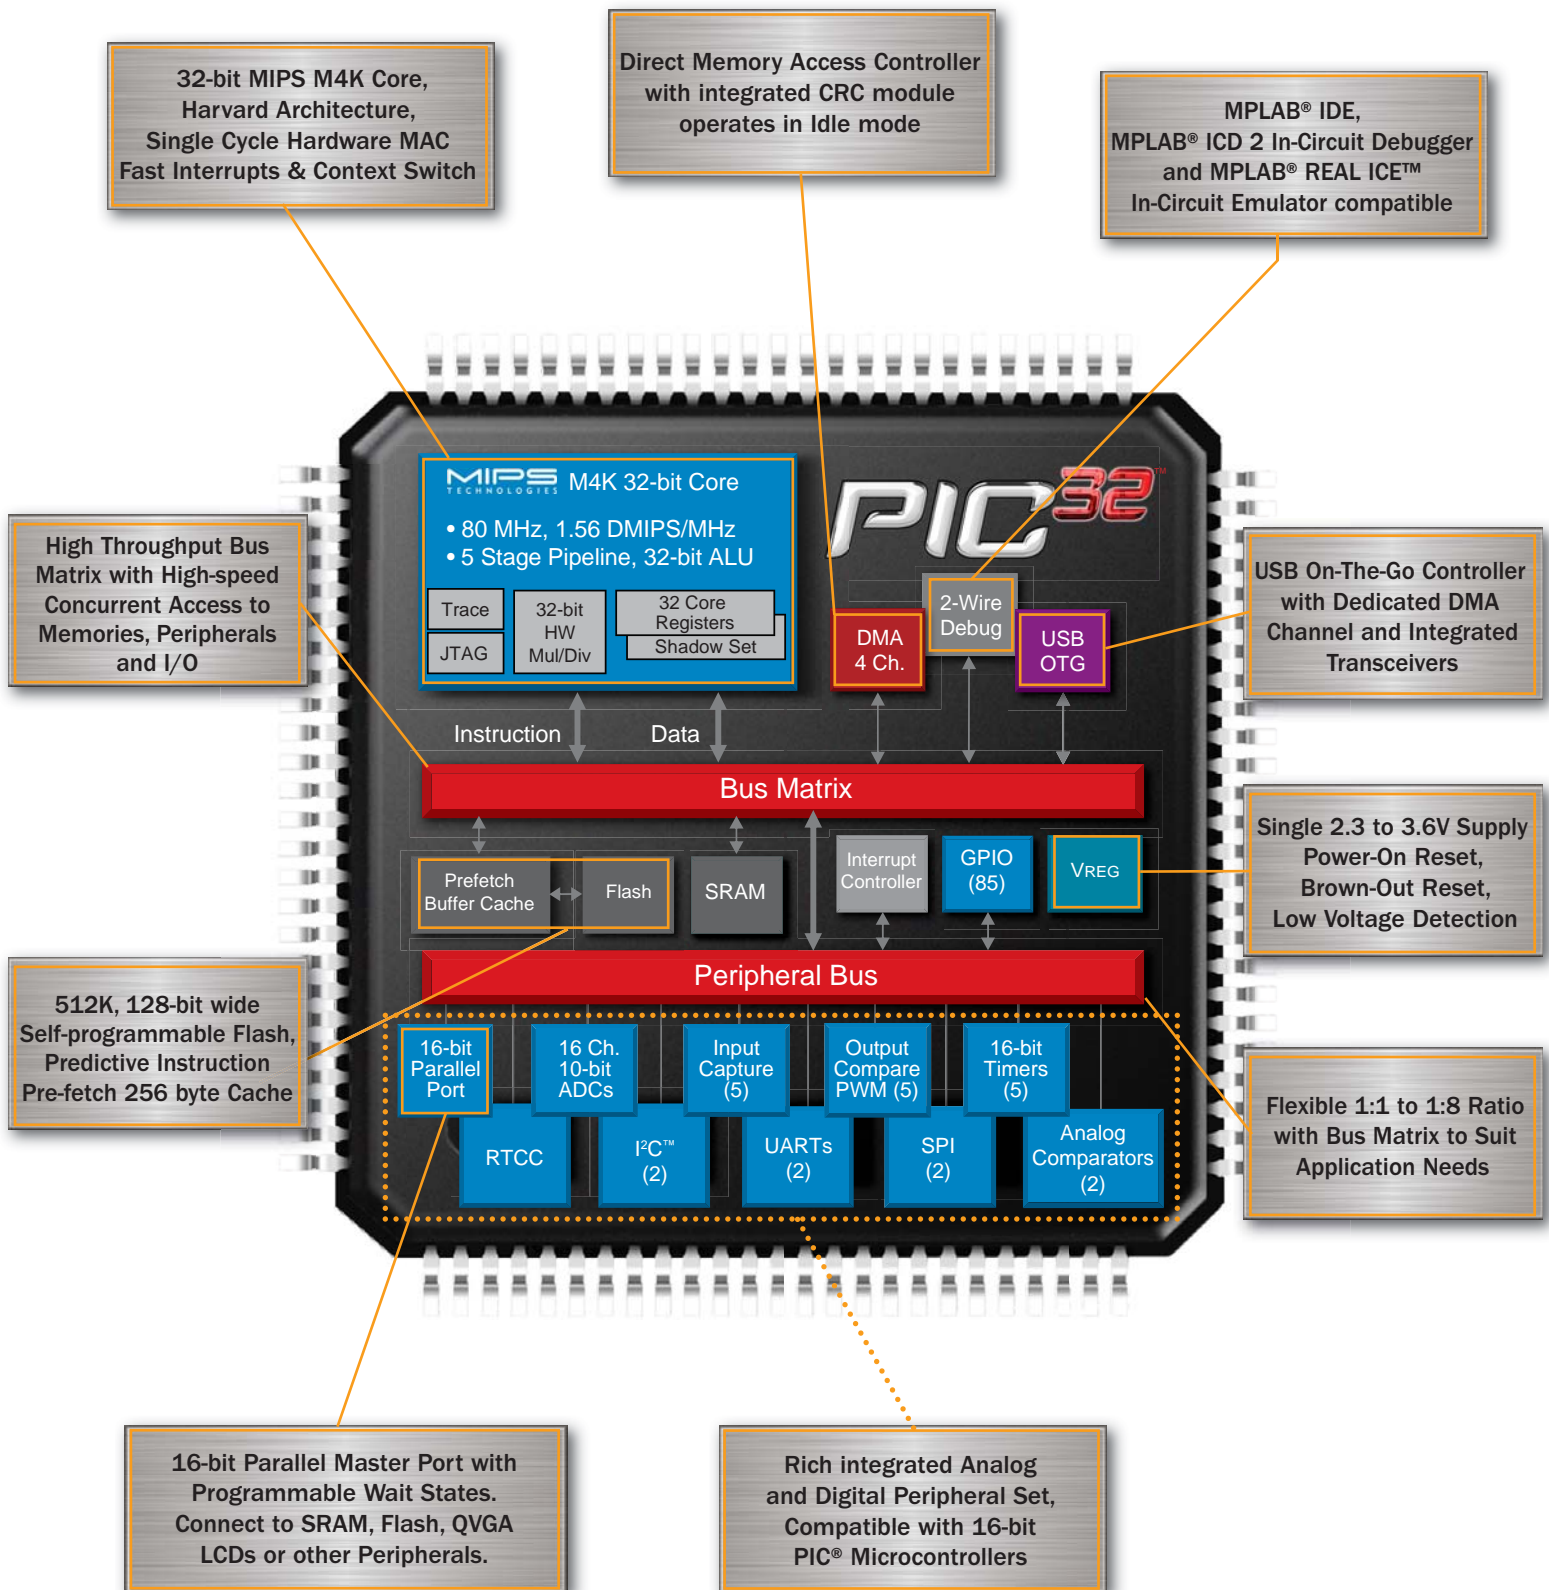 32-bit MIPS M4K Core,
Harvard Architecture,
Single Cycle Hardware MAC
Fast Interrupts & Context Switch
Direct Memory Access Controller
with integrated CRC module
operates in Idle mode
MPLAB® IDE,
MPLAB® ICD 2 In-Circuit Debugger
and MPLAB® REAL ICE™
In-Circuit Emulator compatible
High Throughput Bus
Matrix with High-speed
Concurrent Access to
Memories, Peripherals
and I/O
MIPS
TECHNOLOGIES
M4K 32-bit Core
• 80 MHz, 1.56 DMIPS/MHz
• 5 Stage Pipeline, 32-bit ALU
Trace
JTAG
32-bit
HW
Mul/Div
32 Core
Registers
Shadow Set
PIC32™
DMA
4 Ch.
2-Wire
Debug
USB
OTG
USB On-The-Go Controller
with Dedicated DMA
Channel and Integrated
Transceivers
Instruction
Data
Bus Matrix
Prefetch
Buffer Cache
Flash
SRAM
Interrupt
Controller
GPIO
(85)
VREG
Single 2.3 to 3.6V Supply
Power-On Reset,
Brown-Out Reset,
Low Voltage Detection
Peripheral Bus
512K, 128-bit wide
Self-programmable Flash,
Predictive Instruction
Pre-fetch 256 byte Cache
16-bit
Parallel
Port
16 Ch.
10-bit
ADCs
Input
Capture
(5)
Output
Compare
PWM (5)
16-bit
Timers
(5)
RTCC
I²C™
(2)
UARTs
(2)
SPI
(2)
Analog
Comparators
(2)
Flexible 1:1 to 1:8 Ratio
with Bus Matrix to Suit
Application Needs
16-bit Parallel Master Port with
Programmable Wait States.
Connect to SRAM, Flash, QVGA
LCDs or other Peripherals.
Rich integrated Analog
and Digital Peripheral Set,
Compatible with 16-bit
PIC® Microcontrollers